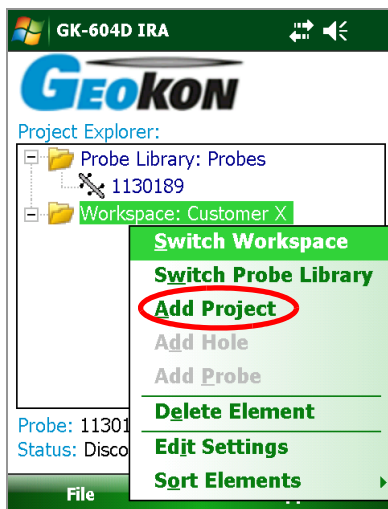 GK-604D IRA
GEOKON
Project Explorer:
Probe Library: Probes
1130189
Workspace: Customer X
Switch Workspace
Switch Probe Library
Add Project
Add Hole
Add Probe
Delete Element
Edit Settings
Sort Elements
Probe: 11301
Status: Disco
File